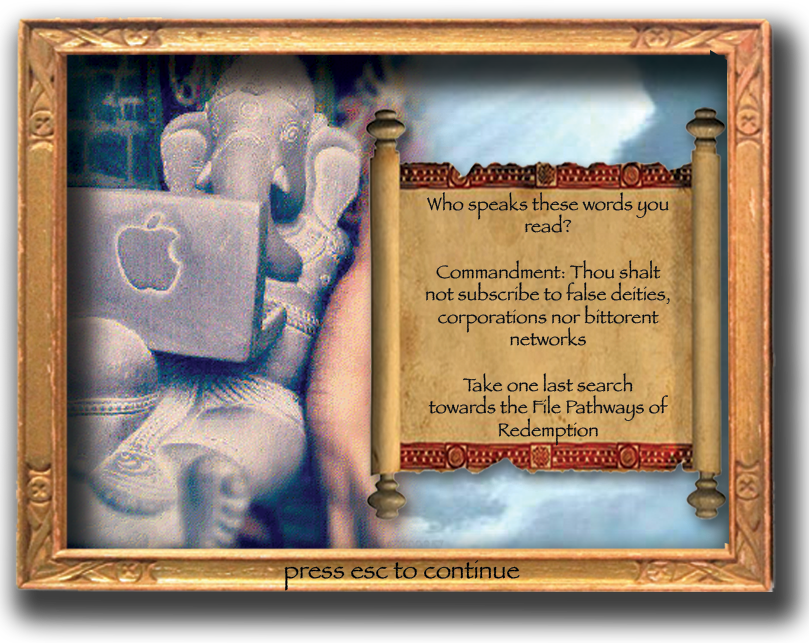 Who speaks these words you
read?
Commandment: Thou shalt
not subscribe to false deities,
corporations nor bittorent
networks
Take one last search
towards the File Pathways of
Redemption
press esc to continue